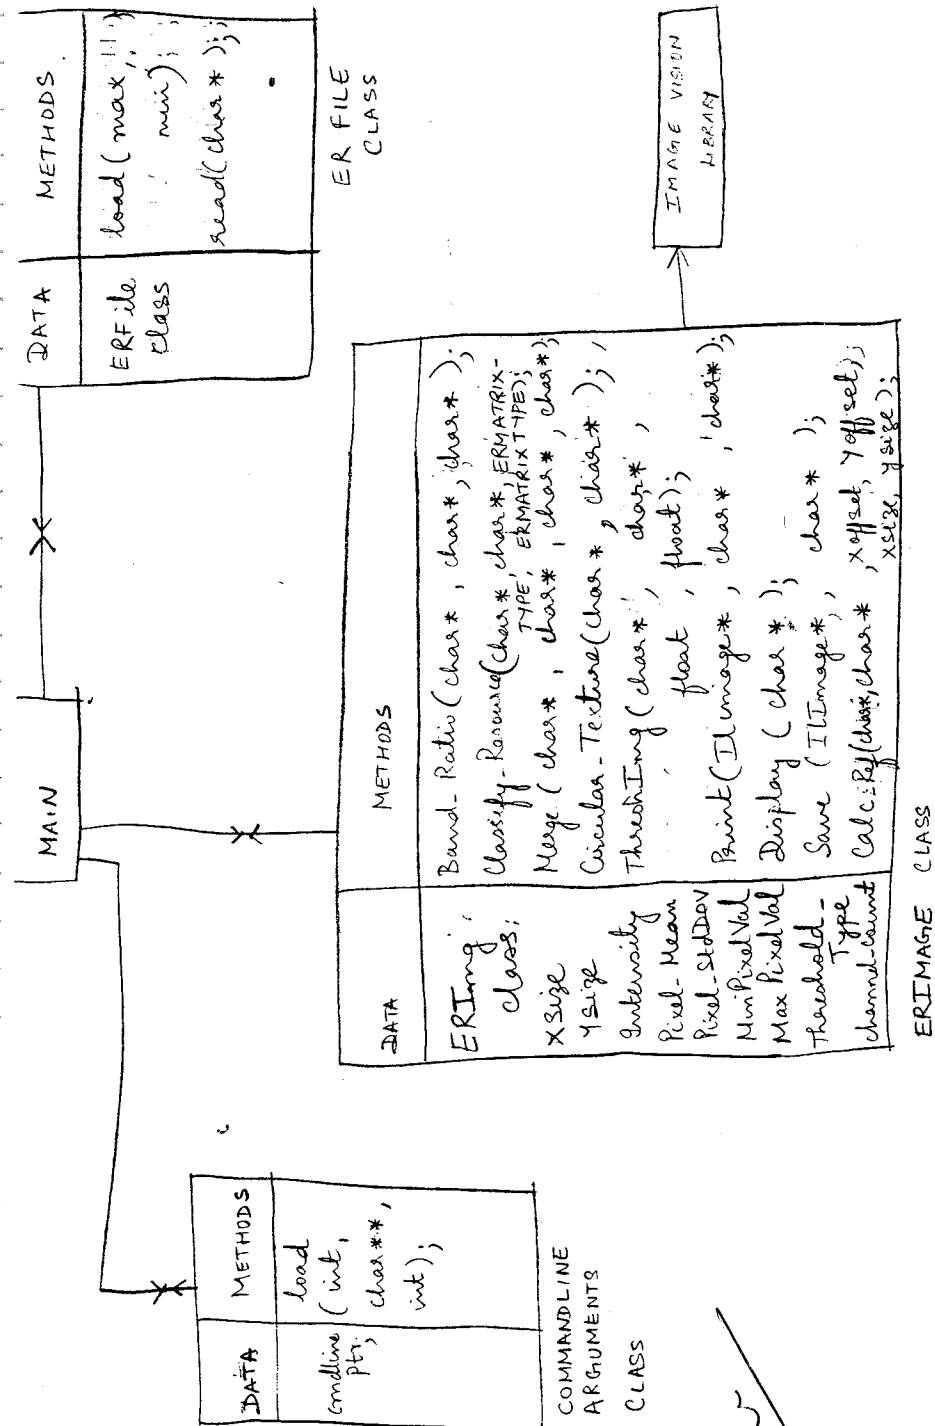 MAIN
DATA
METHODS
cmdline
Ptr;
load
(int,
char**,
int);
COMMANDLINE
ARGUMENTS
CLASS
DATA
METHODS
ERFile
class
load(max,
min);
read(char*);
ER FILE
CLASS
DATA
METHODS
ERImg
class;
XSize
YSize
Intensity
Pixel_Mean
Pixel_StdDev
MinPixelVal
MaxPixelVal
Threshold_
Type
channel_count
Band_Ratio(char*, char*, char*);
Classify_Resource(char*, char*, ERMATRIX-
TYPE, ERMATRIXTYPE);
Merge(char*, char*, char*, char*);
Circular_Texture(char*, char*);
ThreshImg(char*, char*,
float, float);
Print(ILimage*, char*, char*);
Display(char*);
Save(ILImage*, char*);
Calc_Ref(char*, char*, xoffset, yoffset,
xsize, ysize);
ERIMAGE CLASS
IMAGE VISION
LIBRARY